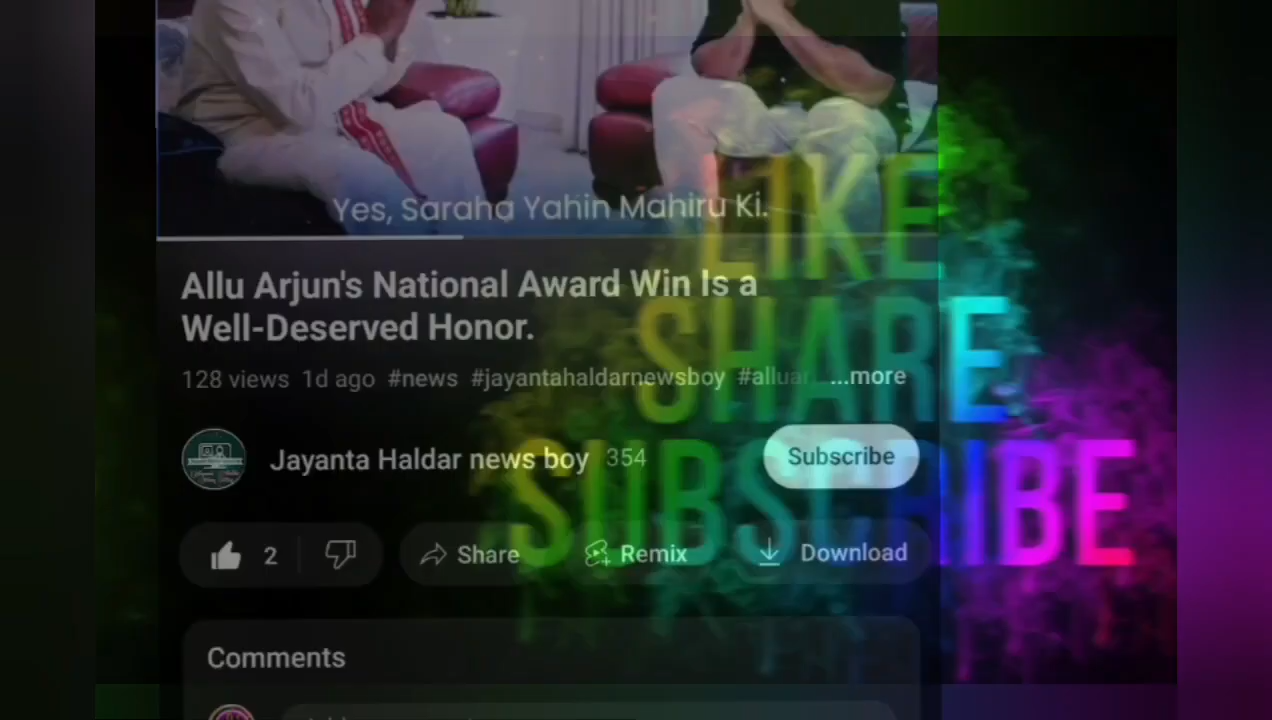 Yes, Saraha Yahin Mahiru Ki.
Allu Arjun's National Award Win Is a
Well-Deserved Honor.
128 views 1d ago #news #jayantahaldarnewsboy #alluar ...more
Jayanta Haldar news boy 354
Subscribe
2
Share
Remix
Download
Comments
LIKE
SHARE
SUBSCRIBE